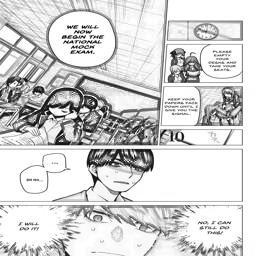 PLEASE
EMPTY
YOUR
DESKS AND
TAKE YOUR
SEATS.
WE WILL
NOW
BEGIN THE
NATIONAL
MOCK
EXAM.
KEEP YOUR
PAPERS FACE
DOWN UNTIL I
GIVE YOU THE
SIGNAL.
...
NO, I CAN
STILL DO
THIS!
I WILL
DO IT!